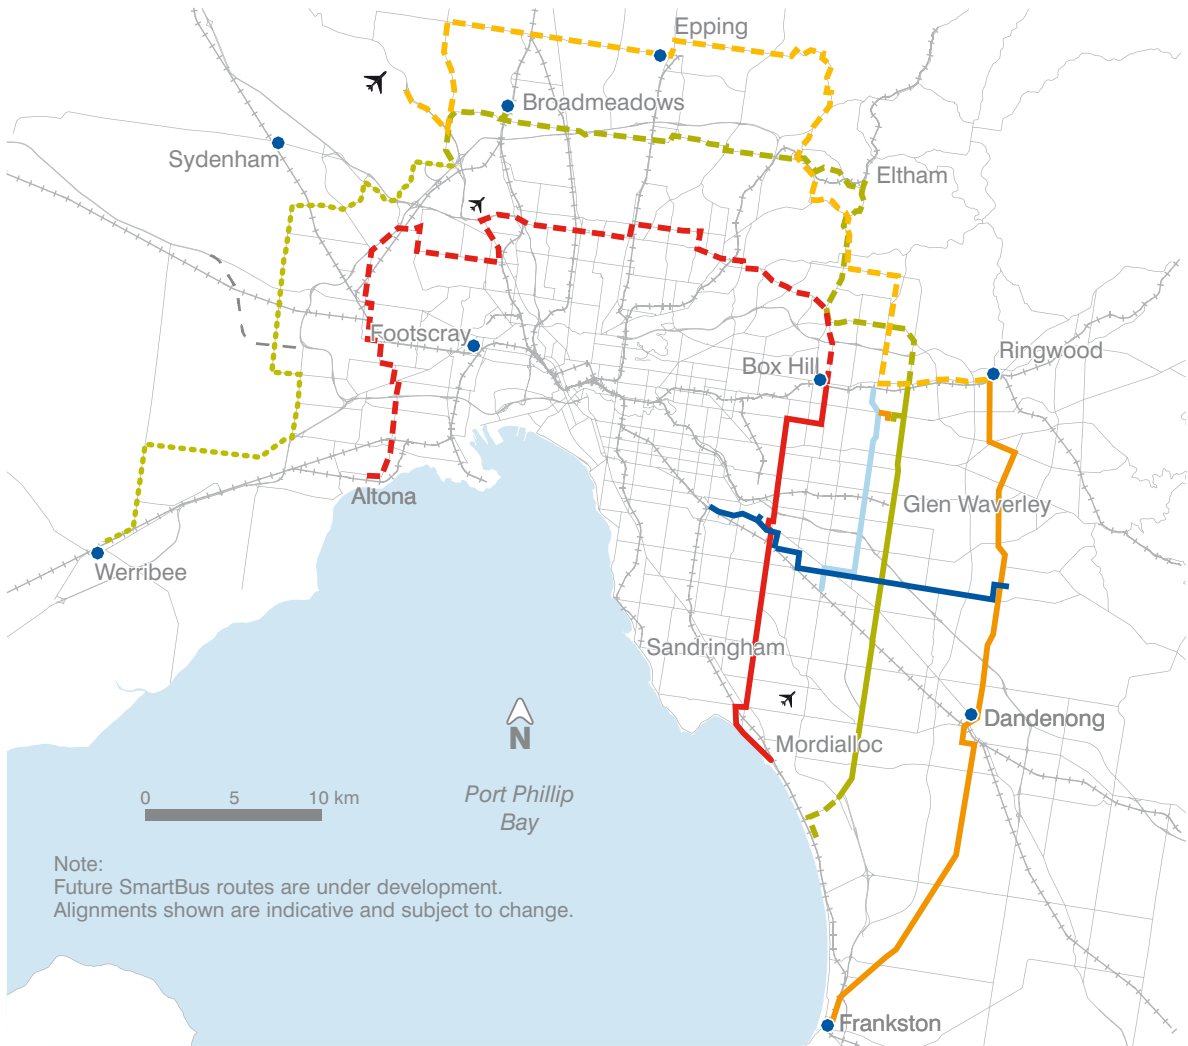 Epping
Broadmeadows
Sydenham
Eltham
Footscray
Ringwood
Box Hill
Altona
Glen Waverley
Werribee
Sandringham
Dandenong
N
Mordialloc
0 5 10 km
Port Phillip
Bay
Note:
Future SmartBus routes are under development.
Alignments shown are indicative and subject to change.
Frankston